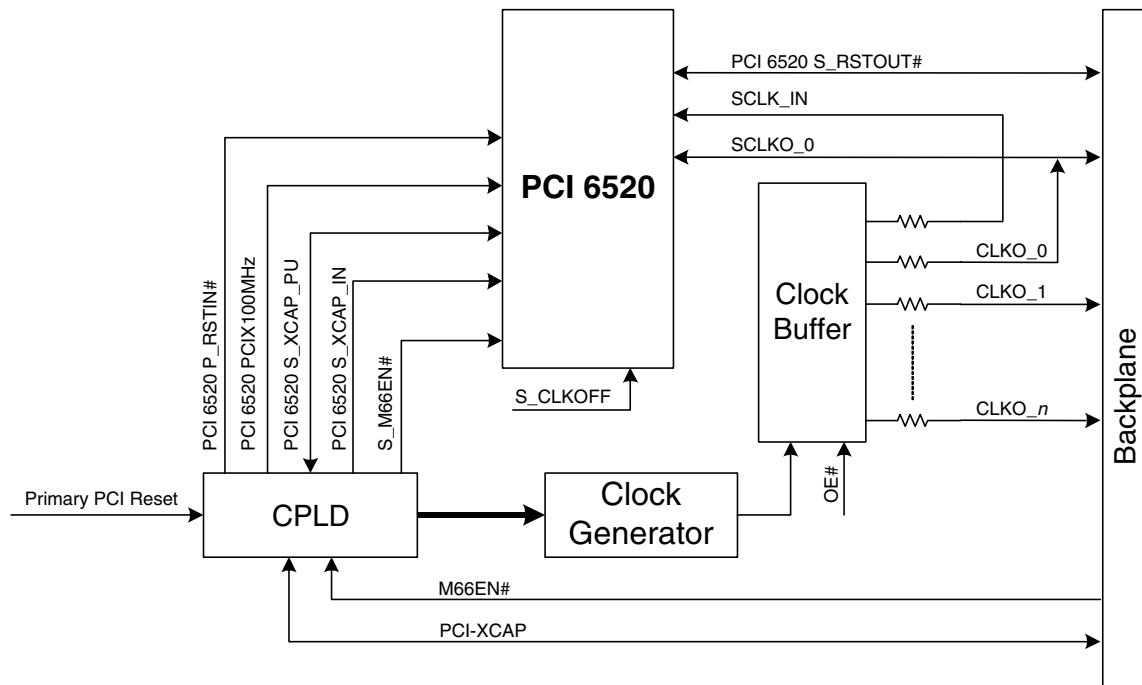 PCI 6520 S_RSTOUT#
SCLK_IN
SCLKO_0
PCI 6520
PCI 6520 P_RSTIN#
PCI 6520 PCIX100MHz
PCI 6520 S_XCAP_PU
PCI 6520 S_XCAP_IN
S_M66EN#
S_CLKOFF
Clock
Buffer
CLKO_0
CLKO_1
CLKO_n
Backplane
OE#
Primary PCI Reset
CPLD
Clock
Generator
M66EN#
PCI-XCAP